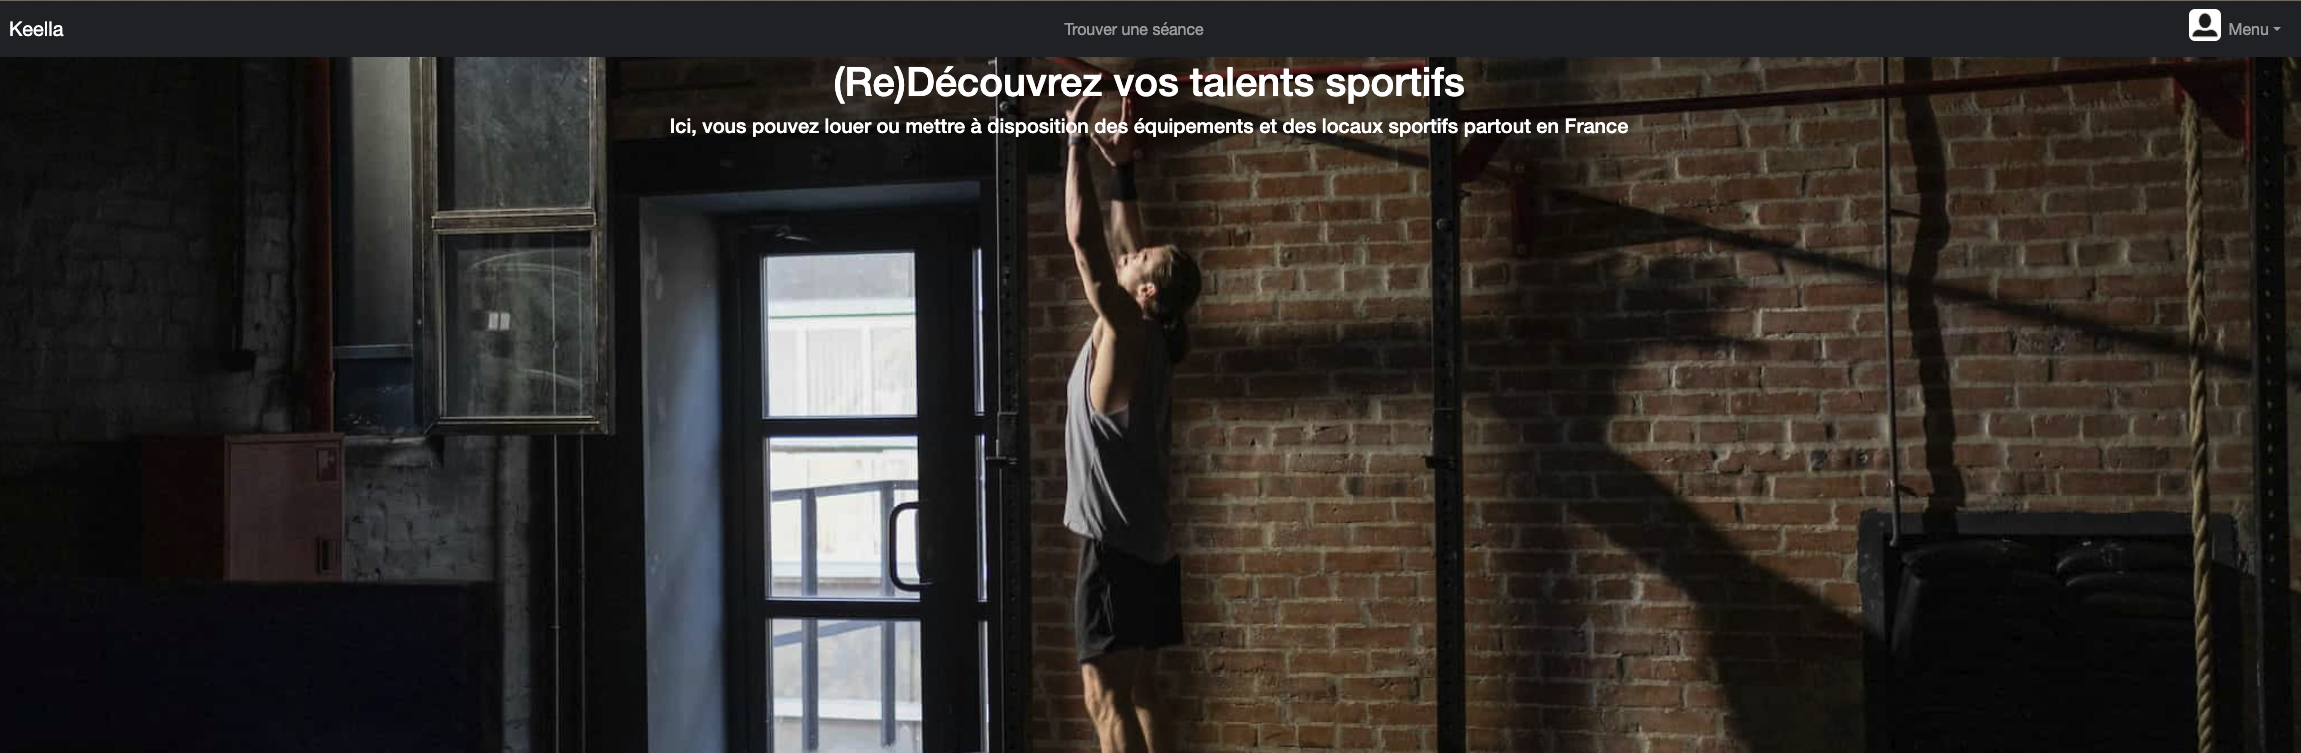 Keella
Trouver une séance
Menu
(Re)Découvrez vos talents sportifs
Ici, vous pouvez louer ou mettre à disposition des équipements et des locaux sportifs partout en France